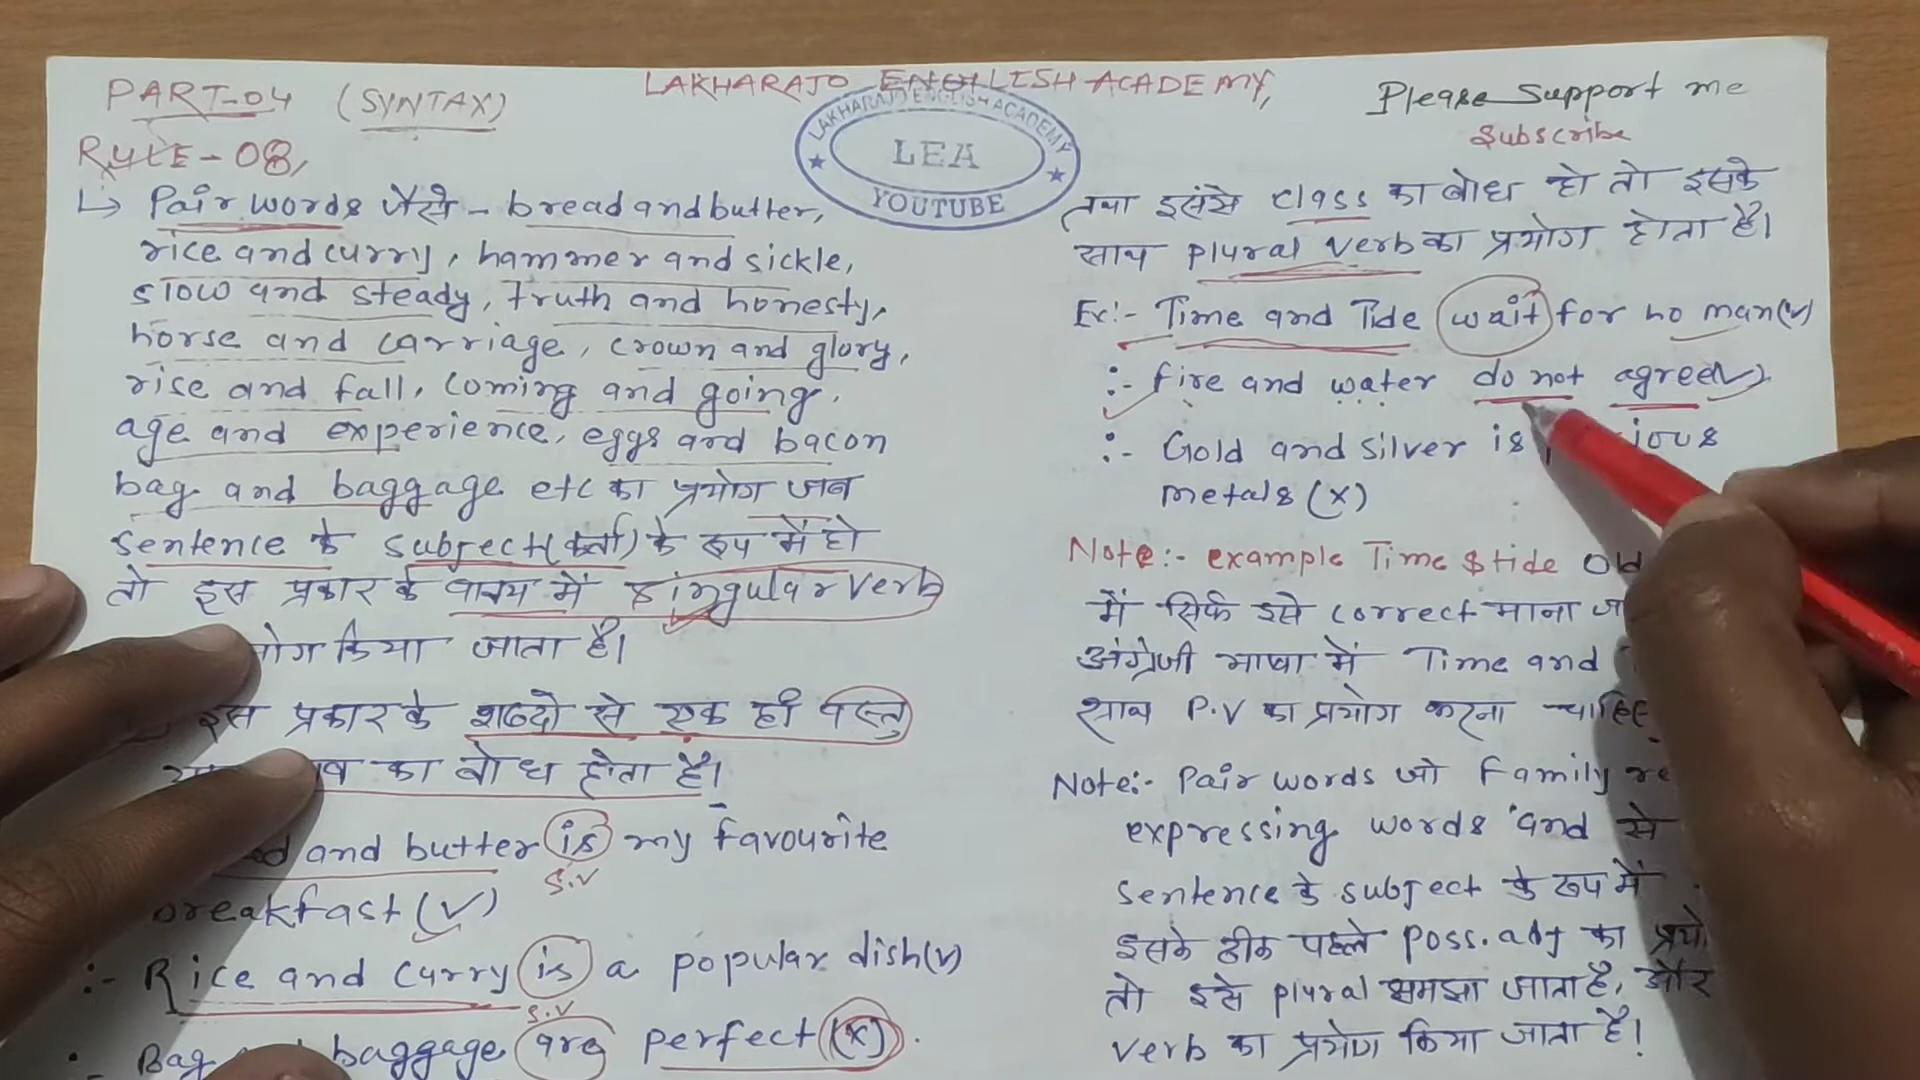 PART-04 (SYNTAX)
LAKHARAJO ENGLISH ACADEMY,
Please Support me
Subscribe
LAKHARAJO ENGLISH ACADEMY
LEA
YOUTUBE
RULE-08,
↳ Pair words जैसे - bread and butter,
rice and curry, hammer and sickle,
slow and steady, truth and honesty,
horse and carriage, crown and glory,
rise and fall, coming and going,
age and experience, eggs and bacon
bag and baggage etc का प्रयोग जब
sentence के subject (कर्ता) के रूप में हो
तो इस प्रकार के वाक्य में singular verb
किया जाता है।
इस प्रकार के शब्दो से एक ही वस्तु
का बोध होता है।
and butter is my favourite
S.V
breakfast (✓)
:- Rice and curry is a popular dish (✓)
S.V
:- Bag baggage are perfect (x).
तथा इससे class का बोध हो तो इसके
साथ plural verb का प्रयोग होता है।
Ex:- Time and Tide wait for no man (✓)
:- fire and water do not agree (✓)
:- Gold and silver is
metals (x)
Note:- example Time & tide Old
में सिर्फ इसे correct माना
अंग्रेजी भाषा में Time and
साथ P.V का प्रयोग करना चाहिए
Note:- Pair words जो family
expressing words 'and से
sentence के subject के रूप में
इसके ठीक पहले poss. adj का
तो इसे plural समझा जाता है, और
verb का प्रयोग किया जाता है!